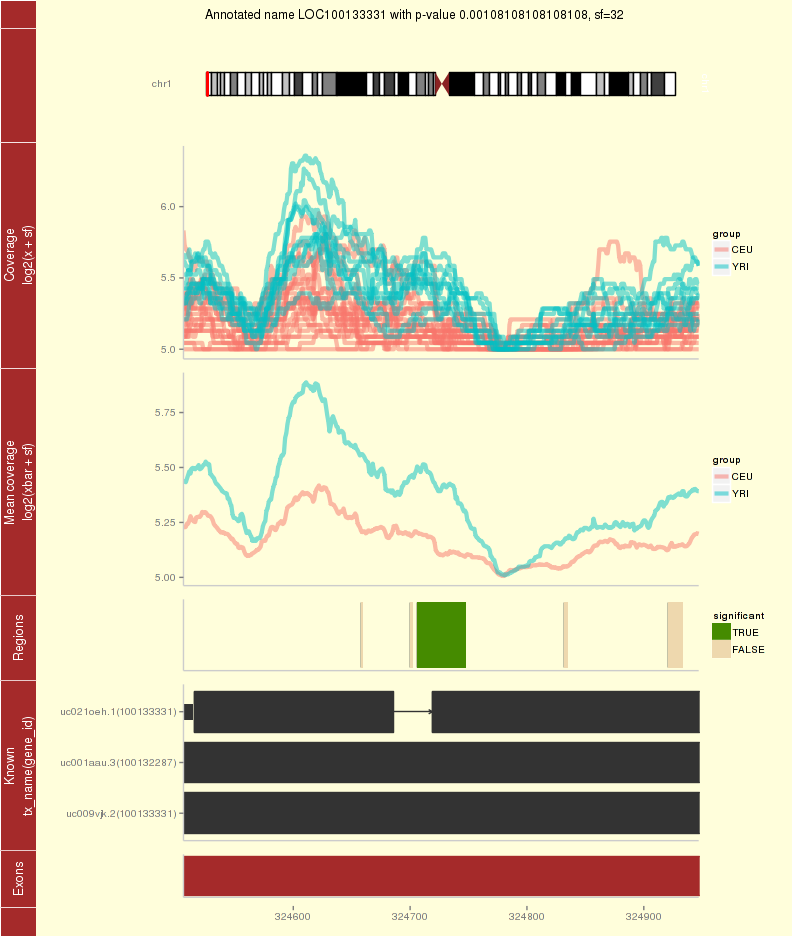 Annotated name LOC100133331 with p-value 0.00108108108108108, sf=32
chr1
Coverage
log2(x + sf)
6.0
5.5
5.0
group
CEU
YRI
Mean coverage
log2(xbar + sf)
5.75
5.50
5.25
5.00
group
CEU
YRI
Regions
significant
TRUE
FALSE
Known
tx_name(gene_id)
uc021oeh.1(100133331)
uc001aau.3(100132287)
uc009vjk.2(100133331)
Exons
324600
324700
324800
324900